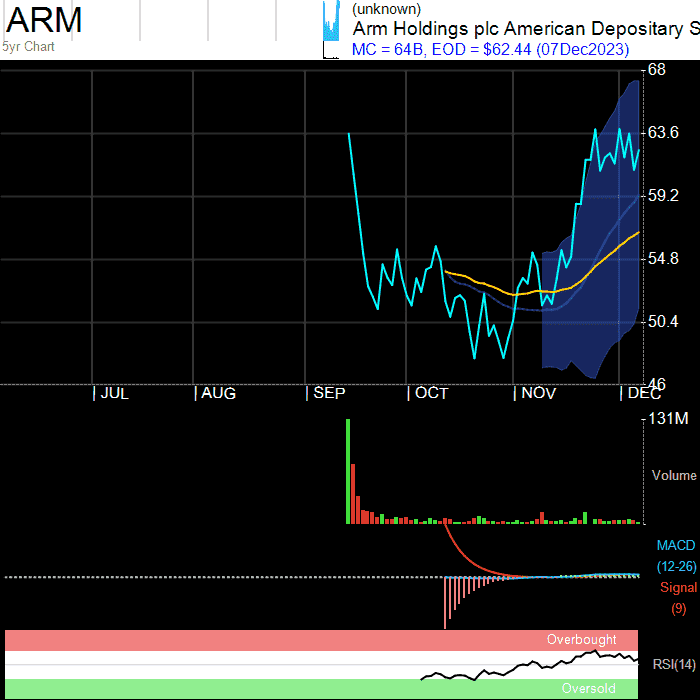 ARM
(unknown)
Arm Holdings plc American Depositary S
5yr Chart
MC = 64B, EOD = $62.44 (07Dec2023)
68
63.6
59.2
54.8
50.4
46
JUL AUG SEP OCT NOV DEC
131M
Volume
MACD
(12-26)
Signal
(9)
Overbought
RSI(14)
Oversold